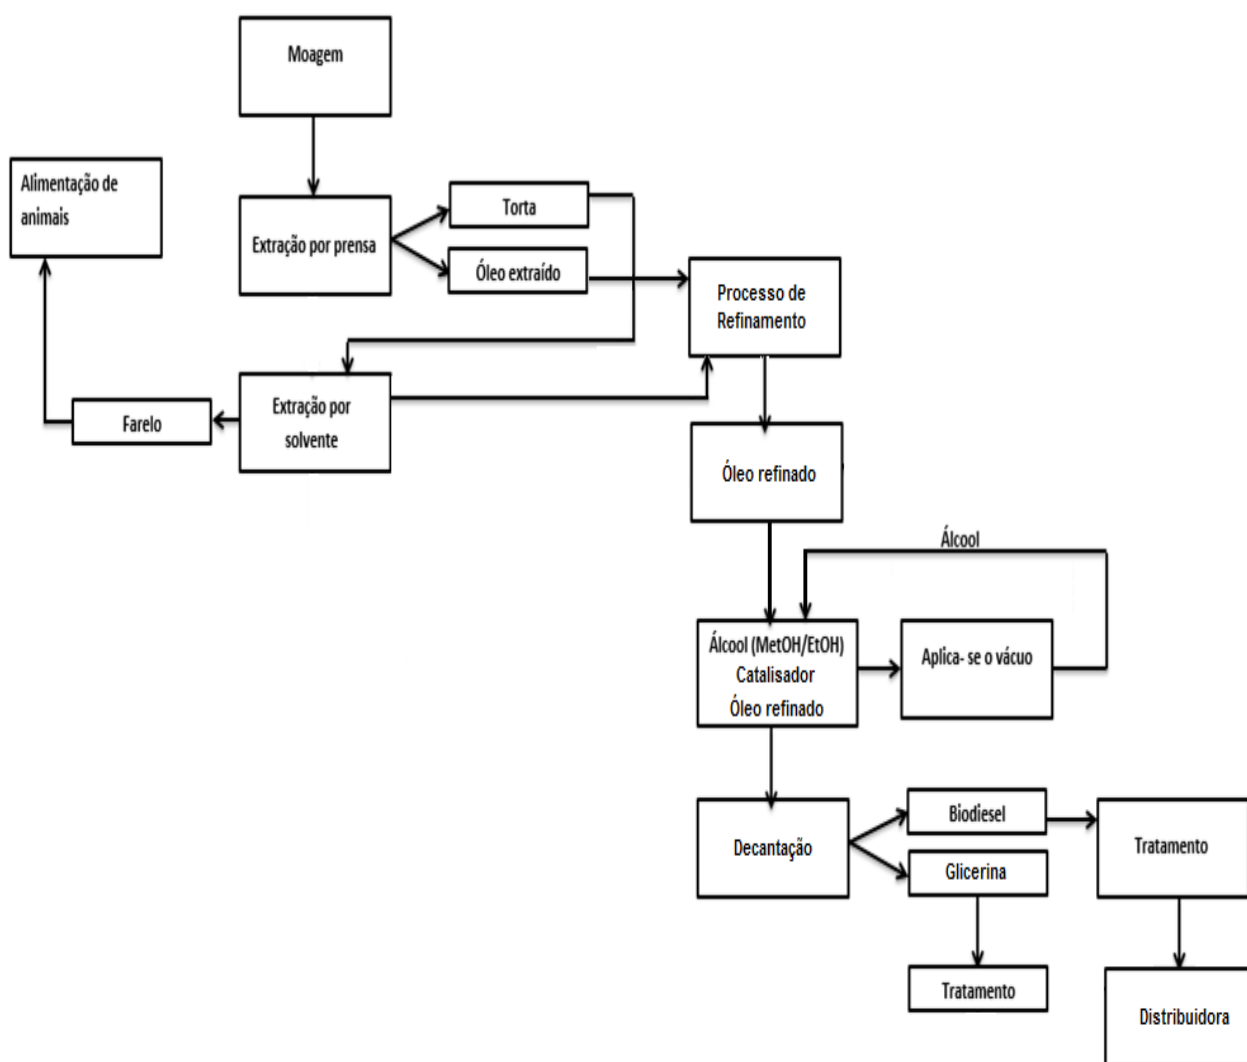 Moagem
Alimentação de
animais
Extração por prensa
Torta
Óleo extraído
Processo de
Refinamento
Farelo
Extração por
solvente
Óleo refinado
Álcool
Álcool (MetOH/EtOH)
Catalisador
Óleo refinado
Aplica- se o vácuo
Decantação
Biodiesel
Glicerina
Tratamento
Tratamento
Distribuidora